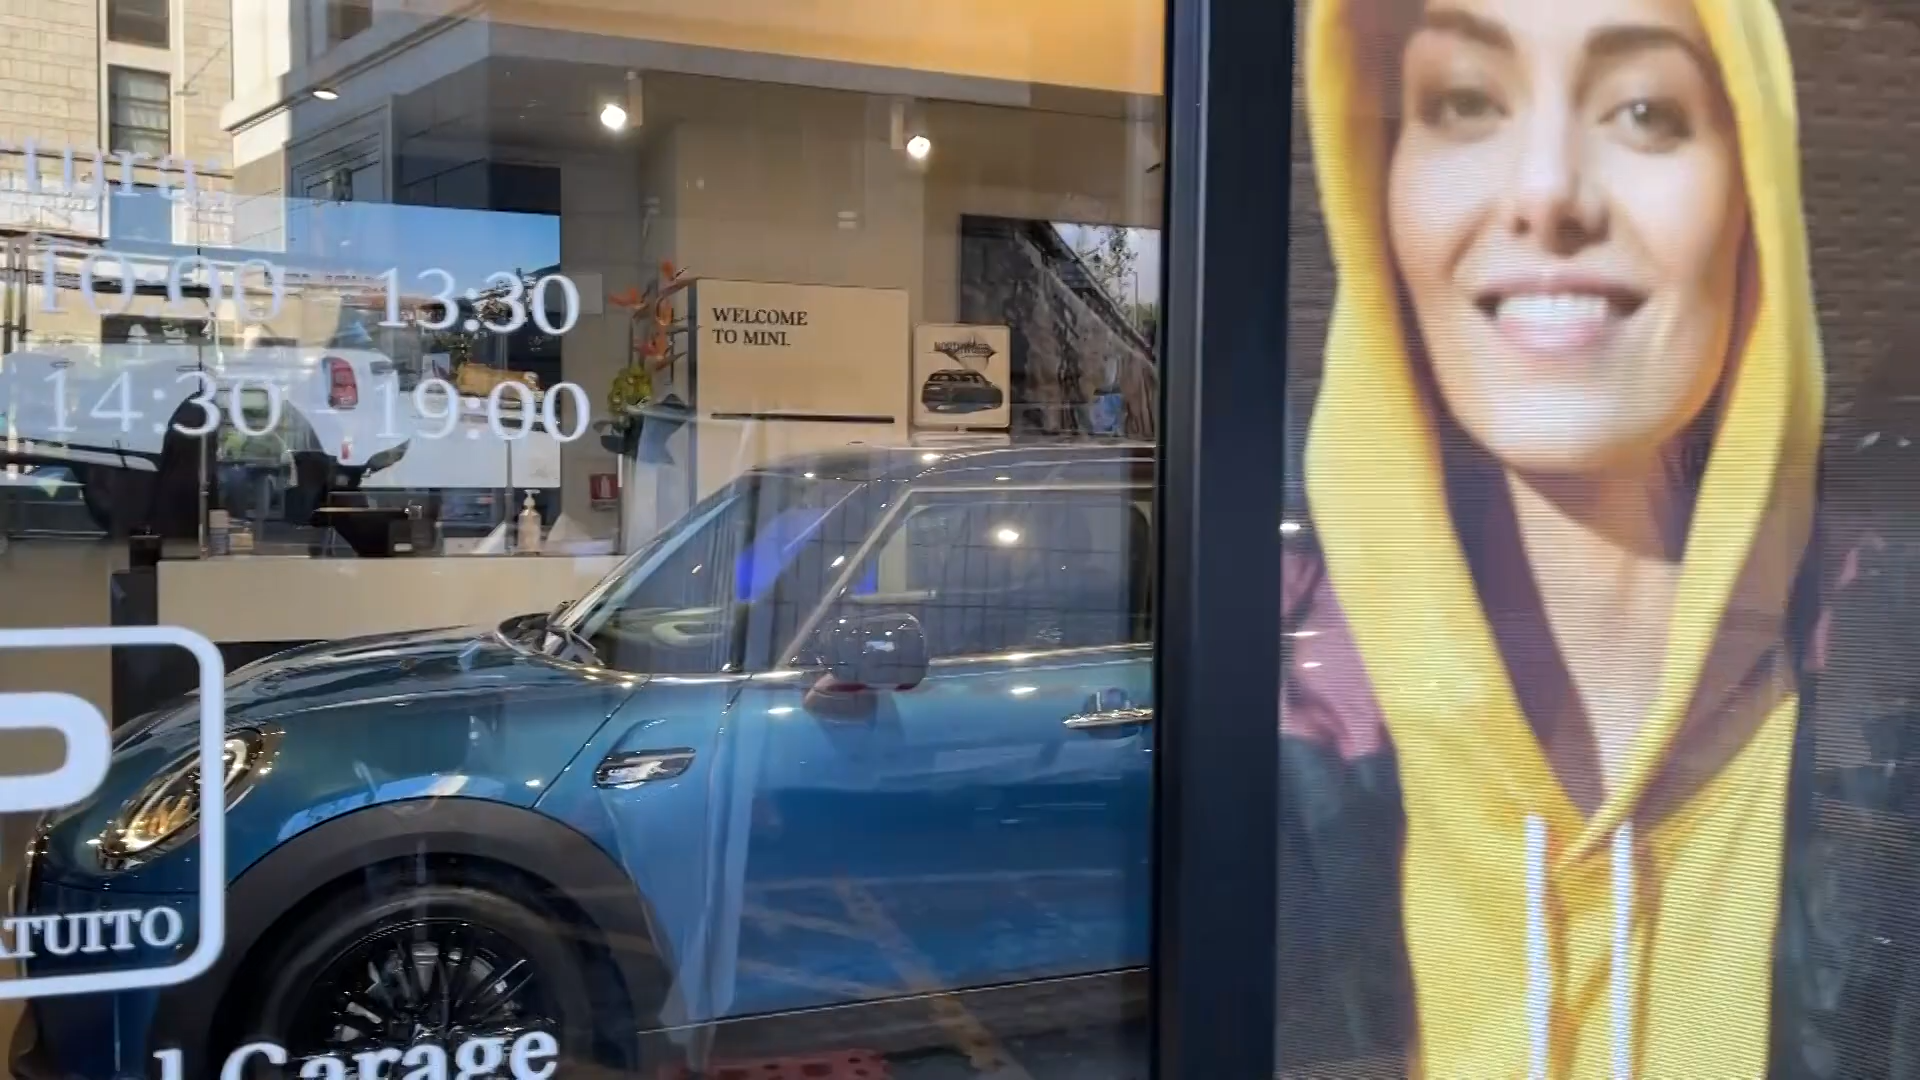 10:00 - 13:30
14:30 - 19:00
WELCOME
TO MINI.
P
ATUITO
Garage